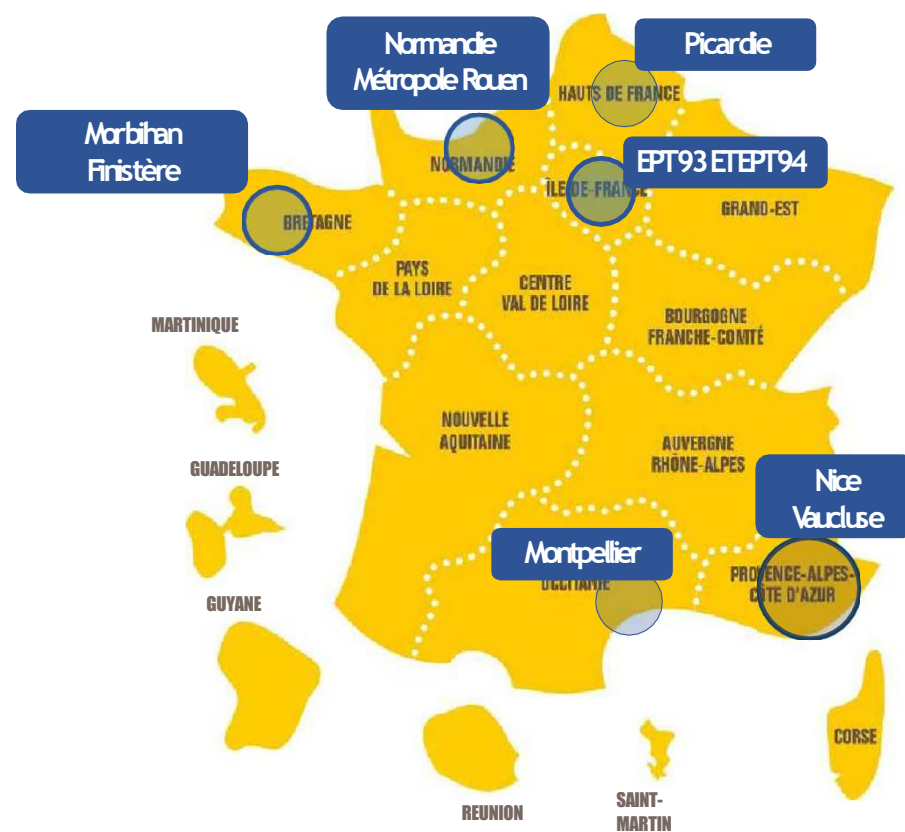 Normandie
Métropole Rouen
Picardie
HAUTS DE FRANCE
Morbihan
Finistère
NORMANDIE
EPT93 ET EPT94
ÎLE-DE-FRANCE
GRAND-EST
BRETAGNE
PAYS
DE LA LOIRE
CENTRE
VAL DE LOIRE
BOURGOGNE
FRANCHE-COMTÉ
MARTINIQUE
NOUVELLE
AQUITAINE
AUVERGNE
RHÔNE-ALPES
GUADELOUPE
Nice
Vaucluse
Montpellier
OCCITANIE
PROVENCE-ALPES-
CÔTE D'AZUR
GUYANE
CORSE
REUNION
SAINT-
MARTIN